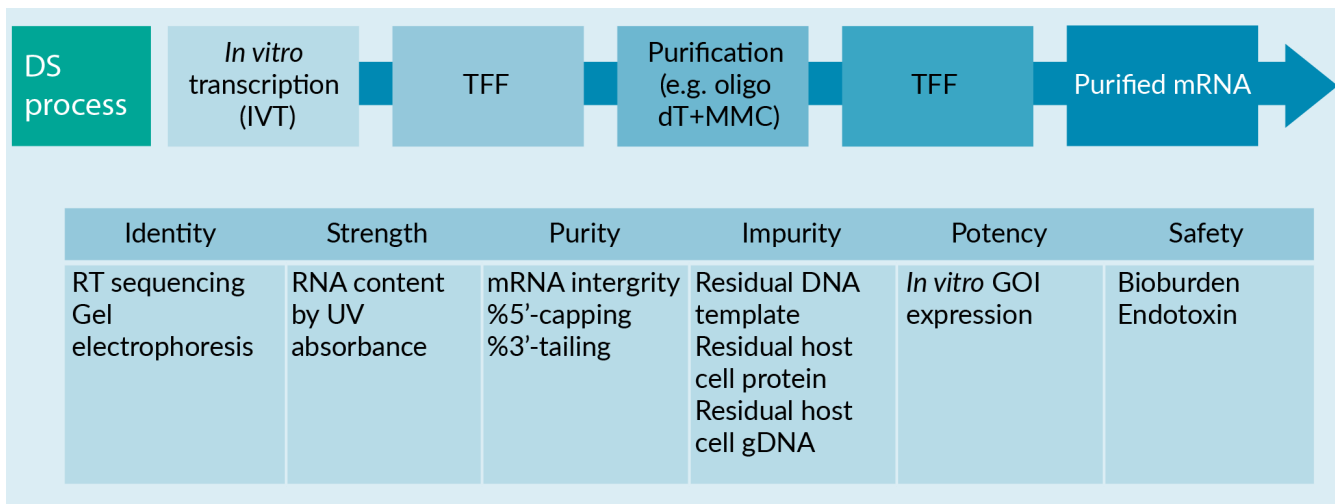 DS
process
In vitro
transcription
(IVT)
TFF
Purification
(e.g. oligo
dT+MMC)
TFF
Purified mRNA
Identity
Strength
Purity
Impurity
Potency
Safety
RT sequencing
Gel
electrophoresis
RNA content
by UV
absorbance
mRNA intergrity
%5’-capping
%3’-tailing
Residual DNA
template
Residual host
cell protein
Residual host
cell gDNA
In vitro GOI
expression
Bioburden
Endotoxin